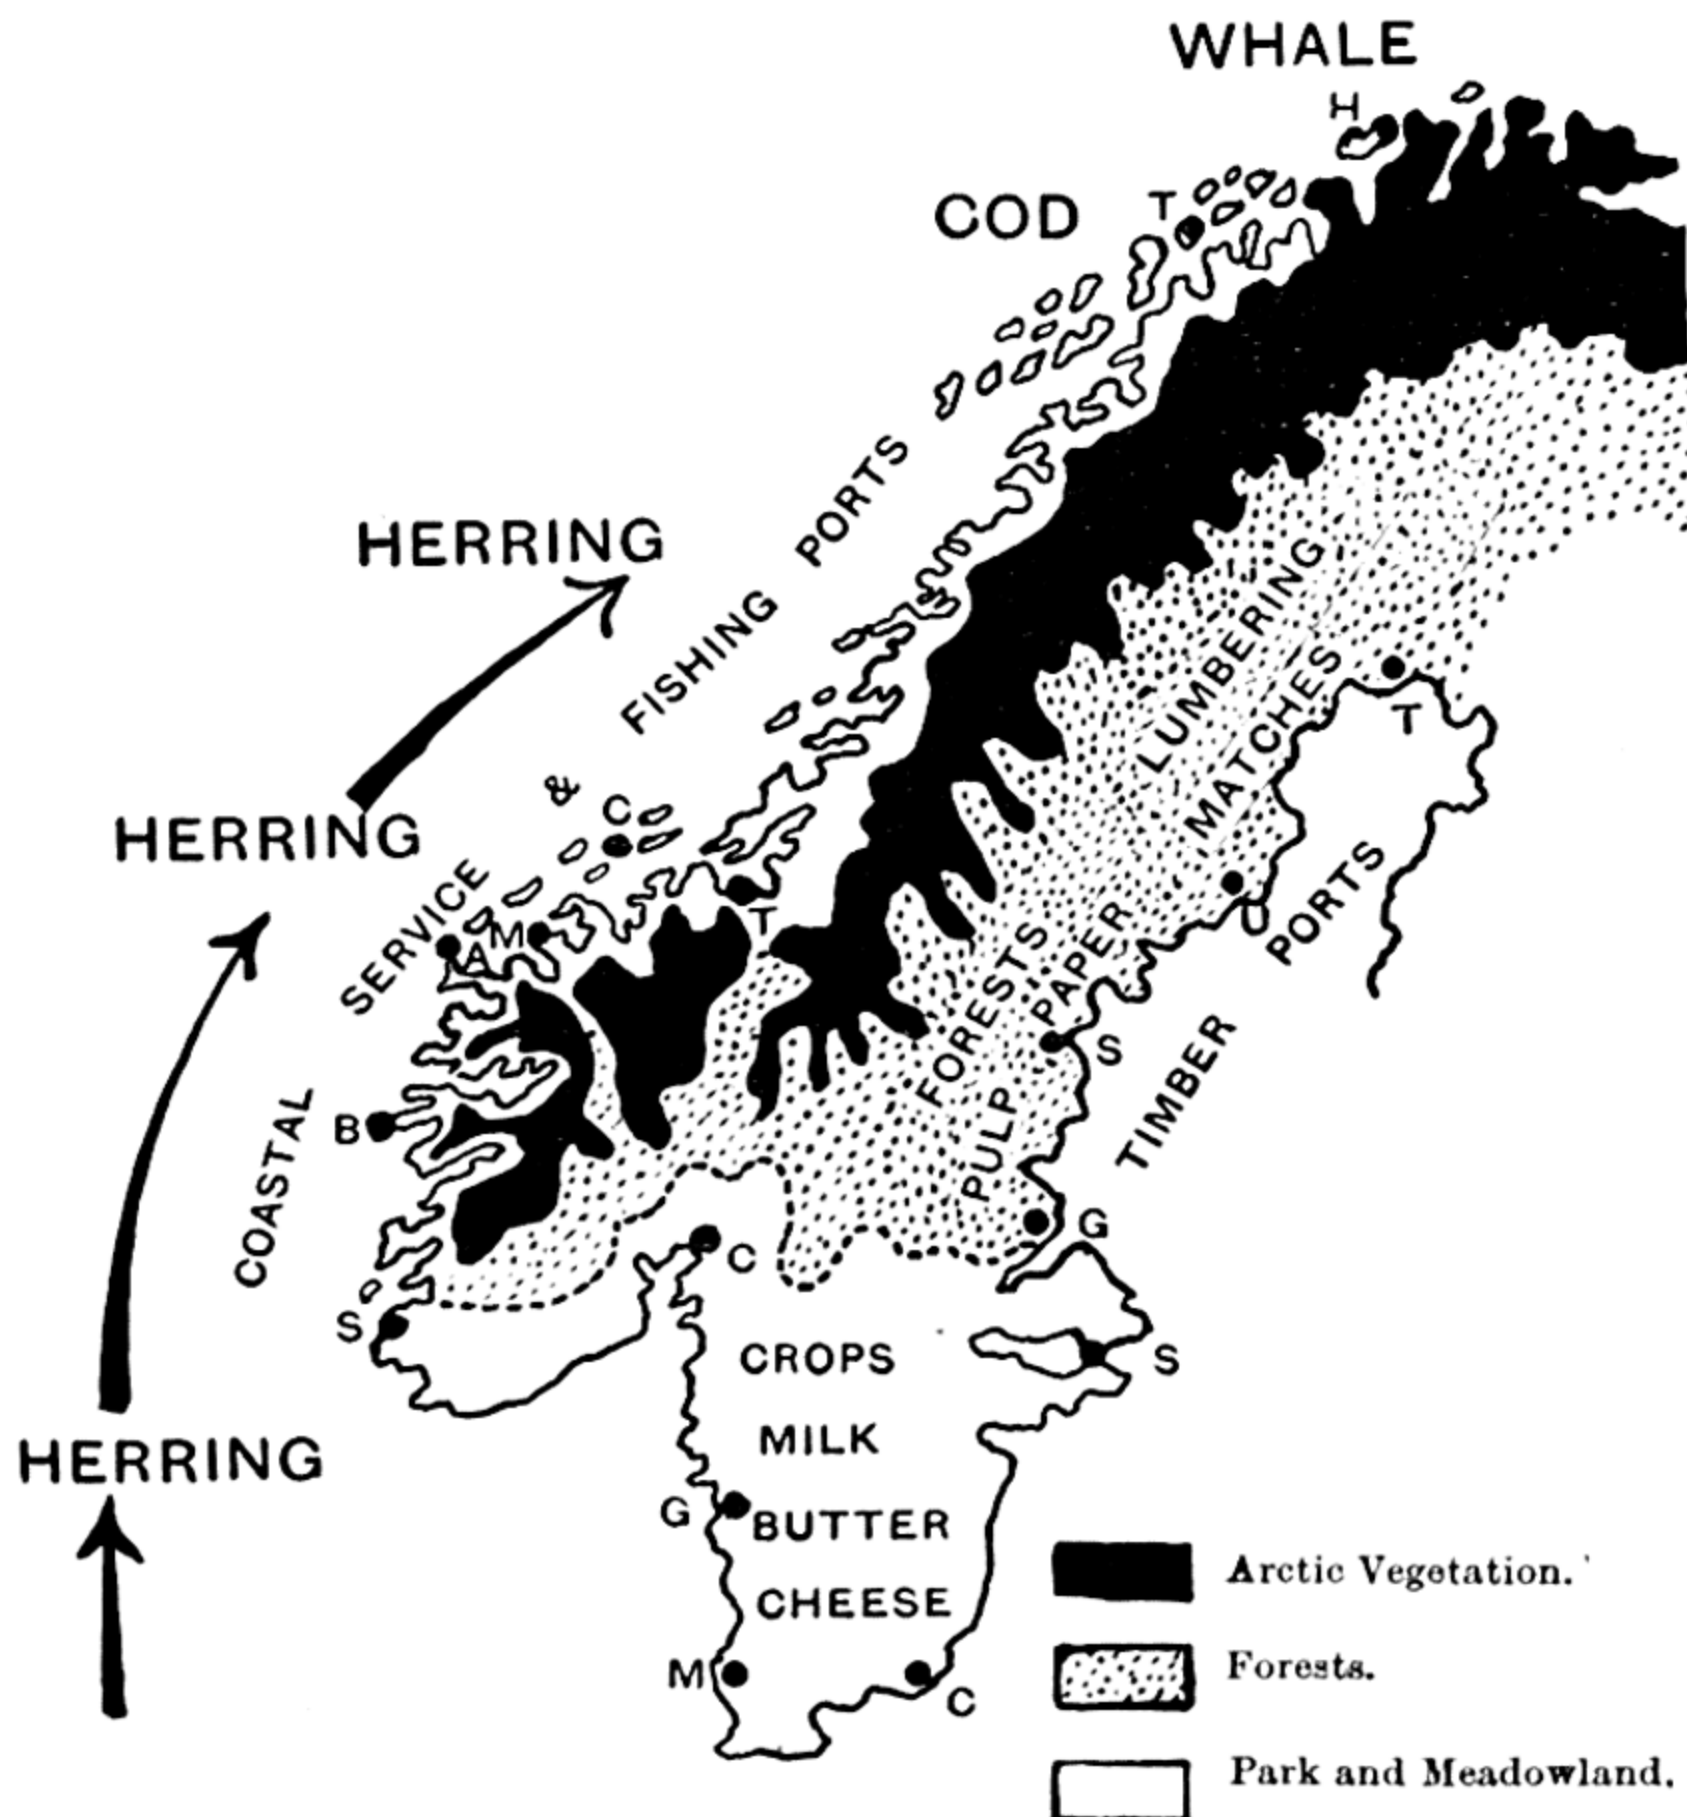 WHALE
H
COD
T
HERRING
FISHING PORTS
LUMBERING
MATCHES
T
&
C
HERRING
SERVICE
T
M
A
U
PORTS
FORESTS
PAPER
S
PULP
TIMBER
B
COASTAL
G
C
S
S
CROPS
MILK
HERRING
G
BUTTER
CHEESE
M
C
Arctic Vegetation.
Forests.
Park and Meadowland.